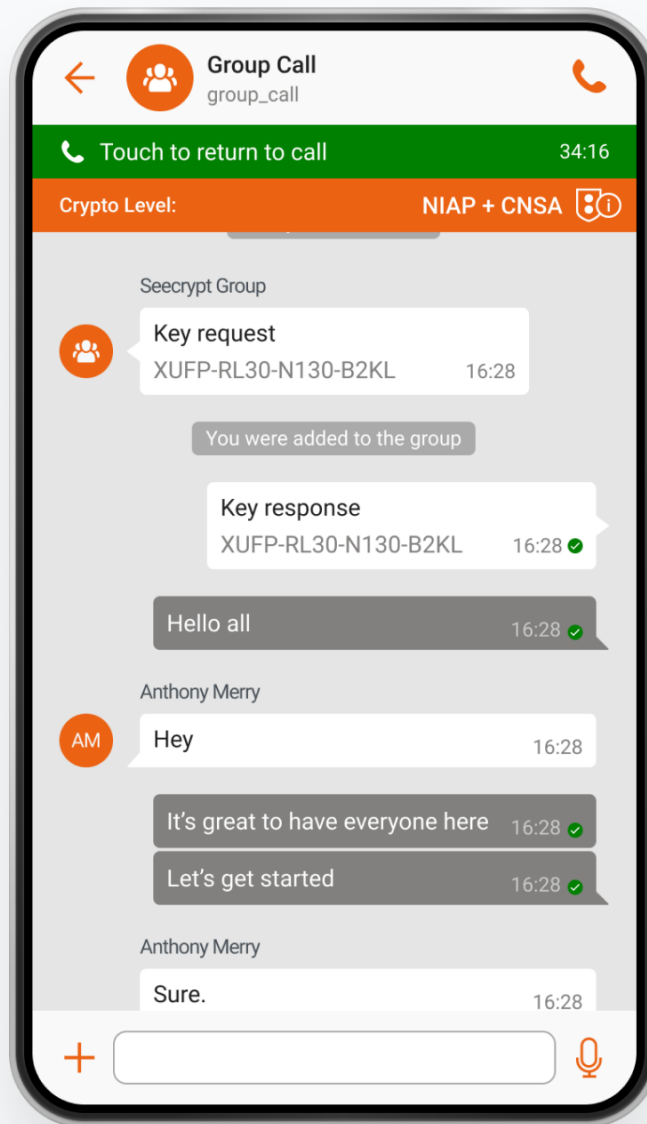 Group Call
group_call
Touch to return to call 34:16
Crypto Level: NIAP + CNSA
Seecrypt Group
Key request
XUFP-RL30-N130-B2KL 16:28
You were added to the group
Key response
XUFP-RL30-N130-B2KL 16:28
Hello all 16:28
Anthony Merry
AM Hey 16:28
It's great to have everyone here 16:28
Let's get started 16:28
Anthony Merry
Sure. 16:28